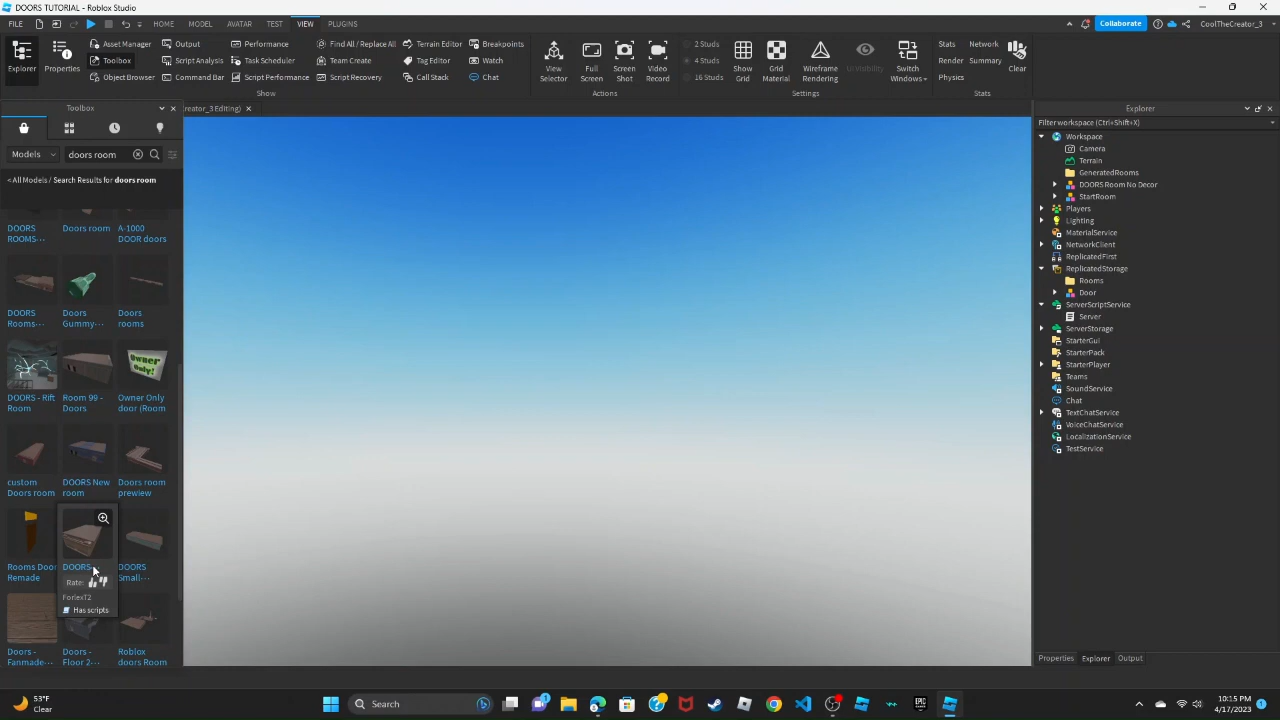 DOORS TUTORIAL - Roblox Studio
FILE HOME MODEL AVATAR TEST VIEW PLUGINS Collaborate CoolTheCreator_3
Explorer
Properties
Asset Manager
Toolbox
Object Browser
Output
Script Analysis
Command Bar
Performance
Task Scheduler
Script Performance
Find All / Replace All
Team Create
Script Recovery
Terrain Editor
Tag Editor
Call Stack
Breakpoints
Watch
Chat
Show
View
Selector
Full
Screen
Screen
Shot
Video
Record
Actions
2 Studs
4 Studs
16 Studs
Show
Grid
Grid
Material
Wireframe
Rendering
Switch
Windows
Settings
Stats
Render
Physics
Network
Summary
Clear
Stats
Toolbox
reator_3 Editing)
Models
doors room
< All Models / Search Results for doors room
DOORS
ROOMS...
Doors room
A-1000
DOOR doors
DOORS
Rooms...
Doors
Gummy...
Doors
rooms
DOORS - Rift
Room
Room 99 -
Doors
Owner
Only!
Owner Only
door (Room
custom
Doors room
DOORS New
room
Doors room
prewiew
Rooms Door
Remade
DOORS
Rate:
ForlexT2
Has scripts
DOORS
Small...
Doors -
Fanmade...
Doors -
Floor 2...
Roblox
doors Room
Explorer
Filter workspace (Ctrl+Shift+X)
Workspace
Camera
Terrain
GeneratedRooms
DOORS Room No Decor
StartRoom
Players
Lighting
MaterialService
NetworkClient
ReplicatedFirst
ReplicatedStorage
Rooms
Door
ServerScriptService
Server
ServerStorage
StarterGui
StarterPack
StarterPlayer
Teams
SoundService
Chat
TextChatService
VoiceChatService
LocalizationService
TestService
Properties Explorer Output
53°F
Clear
Search
10:15 PM
4/17/2023